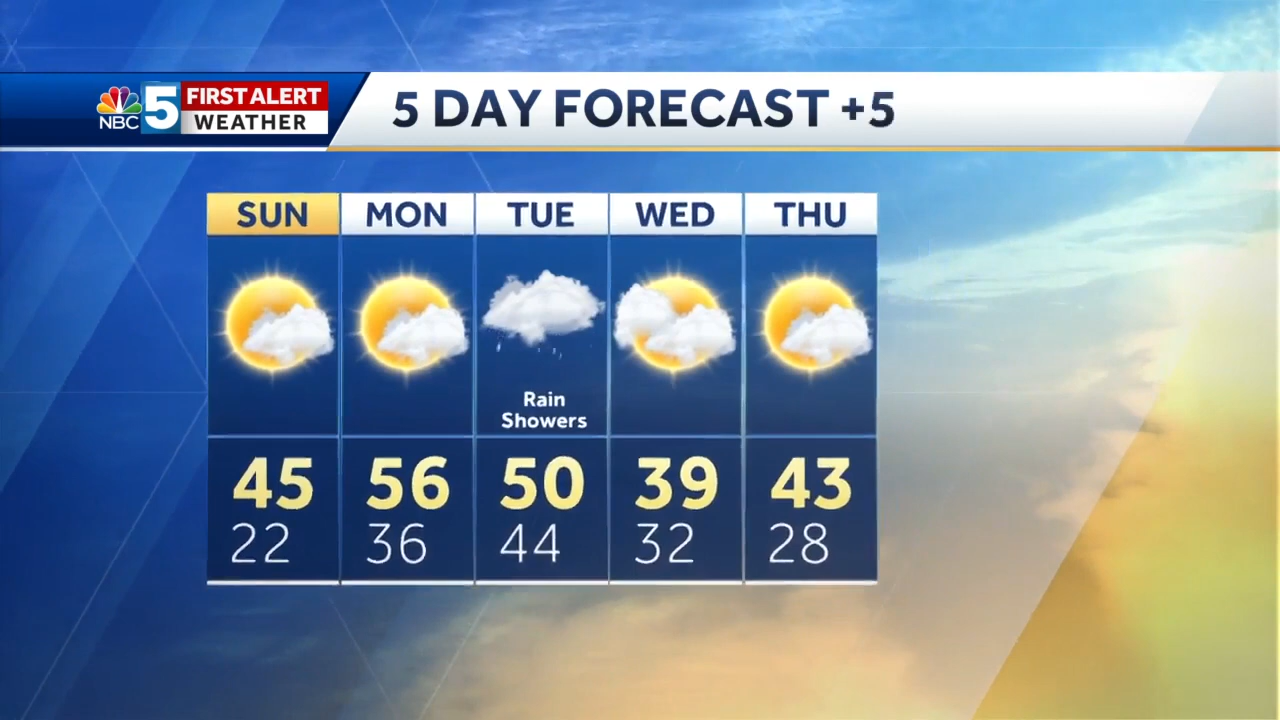 NBC 5 FIRST ALERT WEATHER
5 DAY FORECAST +5
SUN MON TUE WED THU
Rain
Showers
45 56 50 39 43
22 36 44 32 28